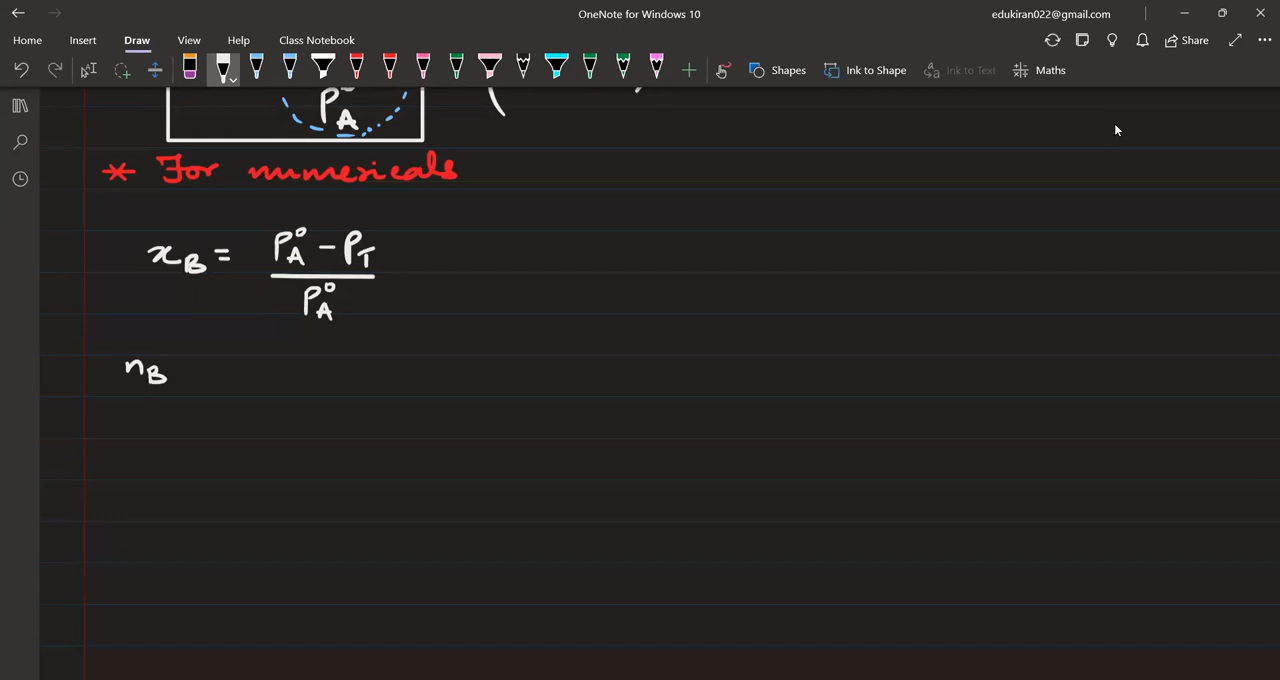 OneNote for Windows 10
edukiran022@gmail.com
Home Insert Draw View Help Class Notebook
Share
Shapes Ink to Shape Ink to Text Maths
P°A
* For numericals
xB = P°A - PT
P°A
nB